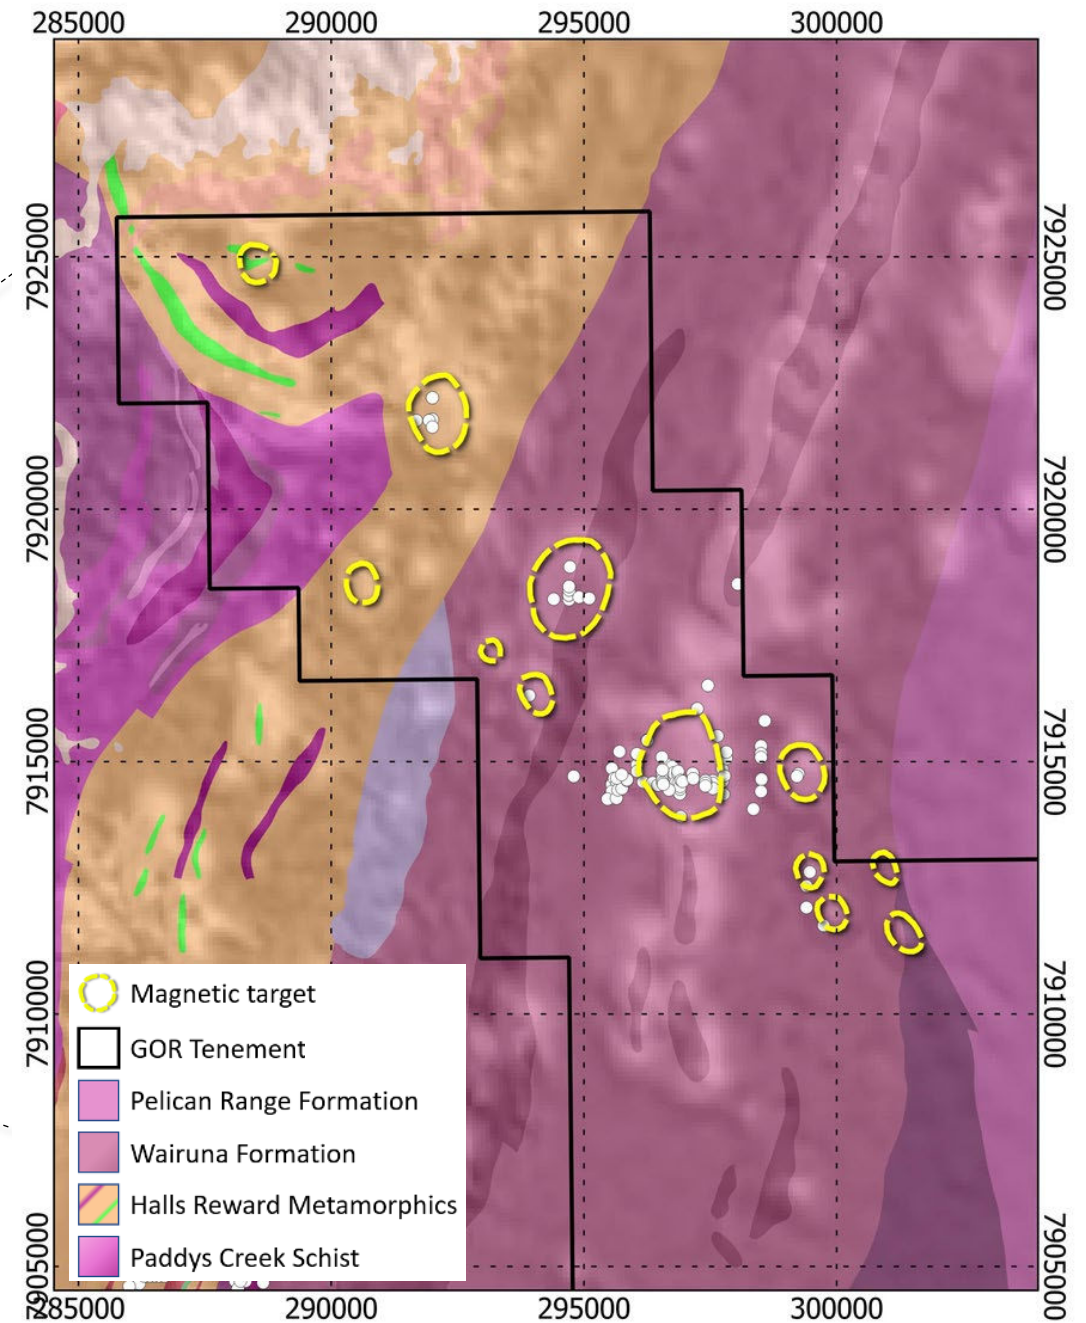 285000 290000 295000 300000
7925000 7925000
7920000 7920000
7915000 7915000
7910000 7910000
7905000 7905000
Magnetic target
GOR Tenement
Pelican Range Formation
Wairuna Formation
Halls Reward Metamorphics
Paddys Creek Schist
285000 290000 295000 300000